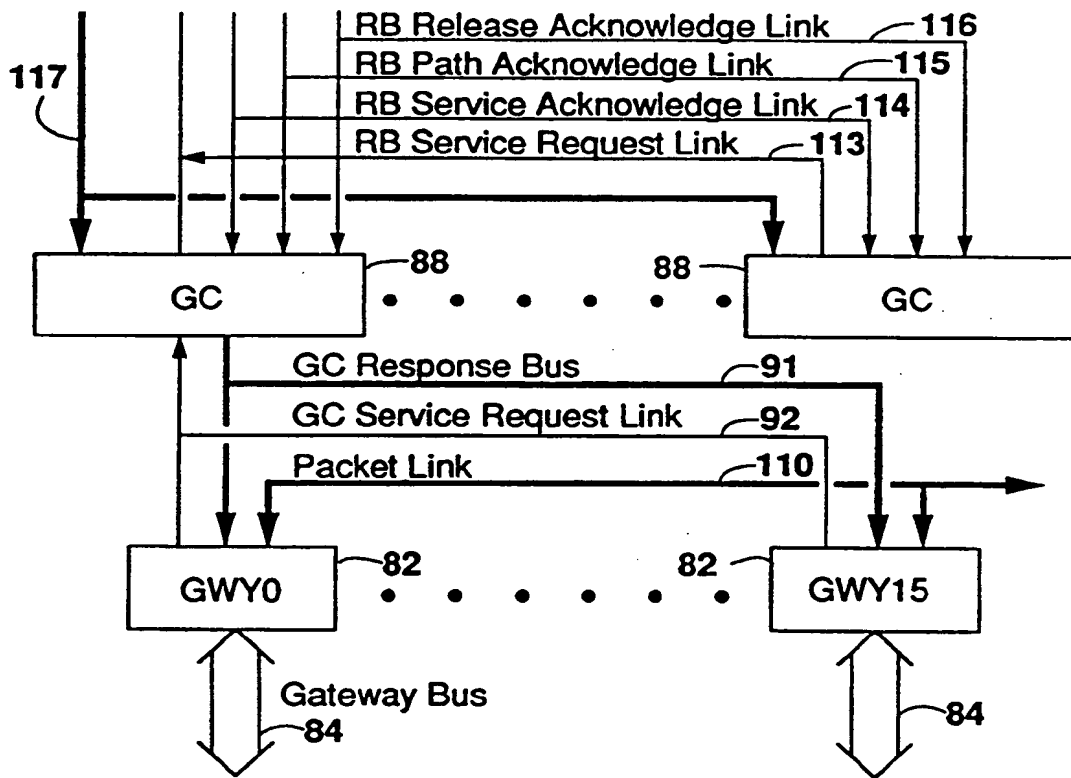 RB Release Acknowledge Link 116
117
RB Path Acknowledge Link 115
RB Service Acknowledge Link 114
RB Service Request Link 113
88
88
GC
GC
GC Response Bus 91
GC Service Request Link 92
Packet Link 110
82
82
GWY0
GWY15
Gateway Bus
84
84